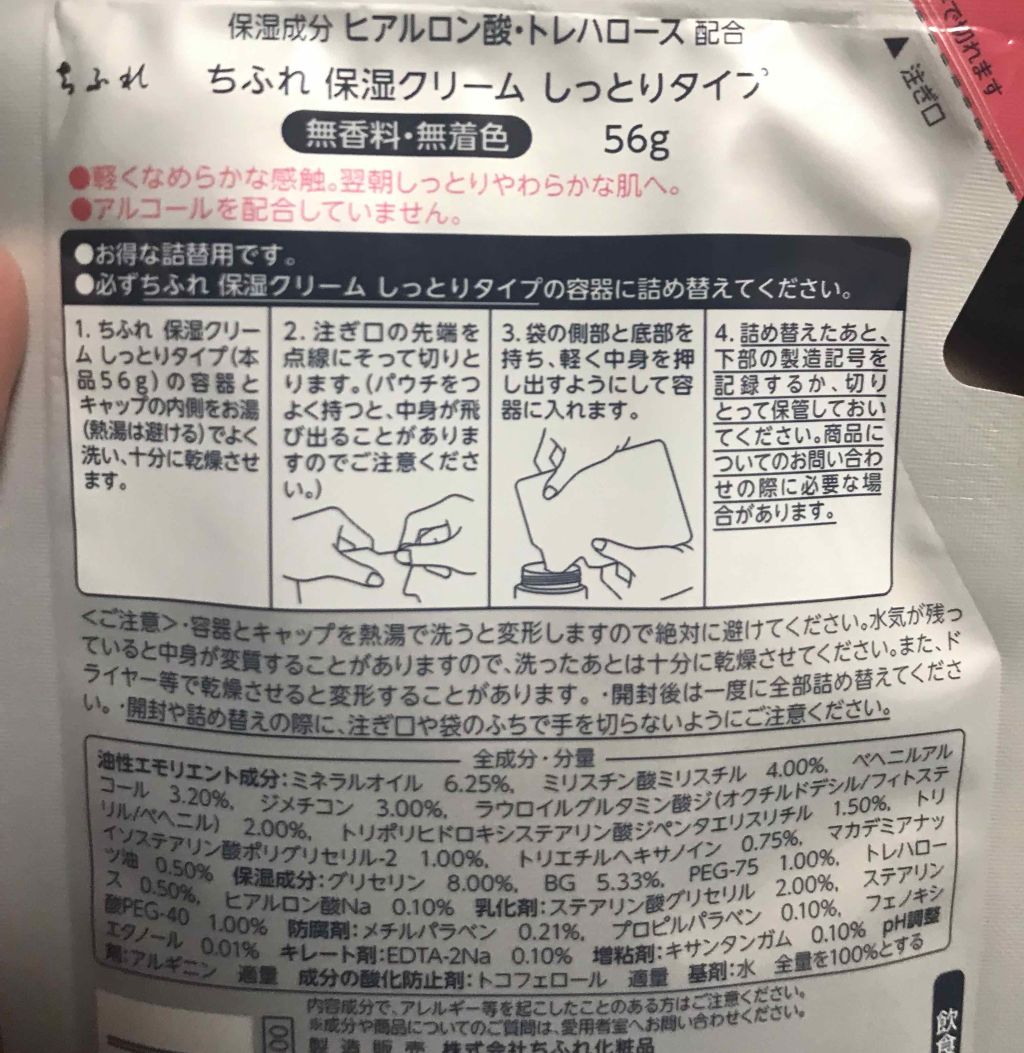 保湿成分 ヒアルロン酸・トレハロース 配合
ちふれ ちふれ 保湿クリーム しっとりタイプ
無香料・無着色 56g
●軽くなめらかな感触。翌朝しっとりやわらかな肌へ。
●アルコールを配合していません。
で切れます
▲注ぎ口
●お得な詰替用です。
●必ずちふれ 保湿クリーム しっとりタイプの容器に詰め替えてください。
1. ちふれ 保湿クリー
ム しっとりタイプ(本
品56g)の容器と
キャップの内側をお湯
(熱湯は避ける)でよく
洗い、十分に乾燥させ
ます。
2. 注ぎ口の先端を
点線にそって切りと
ります。(パウチをつ
よく持つと、中身が飛
び出ることがありま
すのでご注意くださ
い。)
3. 袋の側部と底部を
持ち、軽く中身を押
し出すようにして容
器に入れます。
4. 詰め替えたあと、
下部の製造記号を
記録するか、切り
とって保管しておい
てください。商品に
ついてのお問い合わ
せの際に必要な場
合があります。
<ご注意>・容器とキャップを熱湯で洗うと変形しますので絶対に避けてください。水気が残っ
ていると中身が変質することがありますので、洗ったあとは十分に乾燥させてください。また、ド
ライヤー等で乾燥させると変形することがあります。・開封後は一度に全部詰め替えてくださ
い。・開封や詰め替えの際に、注ぎ口や袋のふちで手を切らないようにご注意ください。
全成分・分量
油性エモリエント成分:ミネラルオイル 6.25%, ミリスチン酸ミリスチル 4.00%, ベヘニルアル
コール 3.20%, ジメチコン 3.00%, ラウロイルグルタミン酸ジ(オクチルドデシル/フィトステ
リル/ベヘニル) 2.00%, トリポリヒドロキシステアリン酸ジペンタエリスリチル 1.50%, トリ
イソステアリン酸ポリグリセリル-2 1.00%, トリエチルヘキサノイン 0.75%, マカデミアナッ
ツ油 0.50% 保湿成分:グリセリン 8.00%, BG 5.33%, PEG-75 1.00%, トレハロー
ス 0.50%, ヒアルロン酸Na 0.10% 乳化剤:ステアリン酸グリセリル 2.00%, ステアリン
酸PEG-40 1.00% 防腐剤:メチルパラベン 0.21%, プロピルパラベン 0.10%, フェノキシ
エタノール 0.01% キレート剤:EDTA-2Na 0.10% 増粘剤:キサンタンガム 0.10% pH調整
剤:アルギニン 適量 成分の酸化防止剤:トコフェロール 適量 基剤:水 全量を100%とする
内容成分で、アレルギー等を起こしたことのある方はご注意ください。
※成分や商品についてのご質問は、愛用者室へお問い合わせください。
製造販売 株式会社ちふれ化粧品
飲食